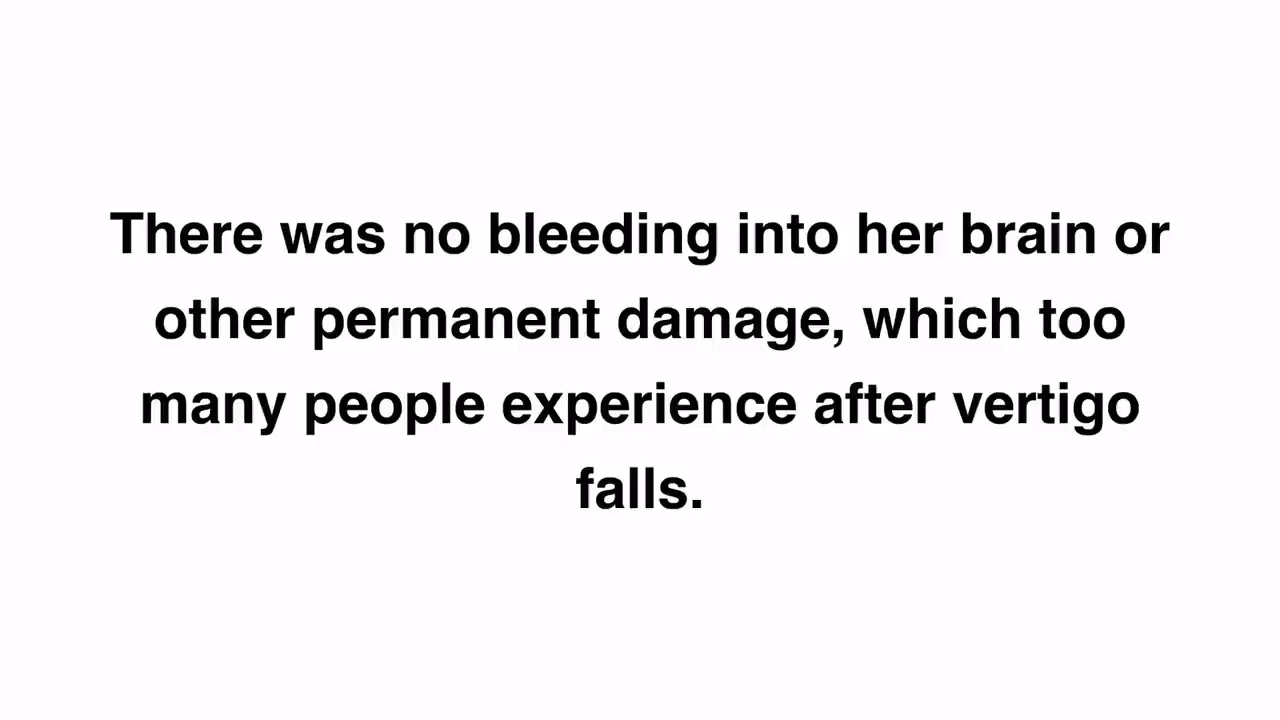 There was no bleeding into her brain or
other permanent damage, which too
many people experience after vertigo
falls.